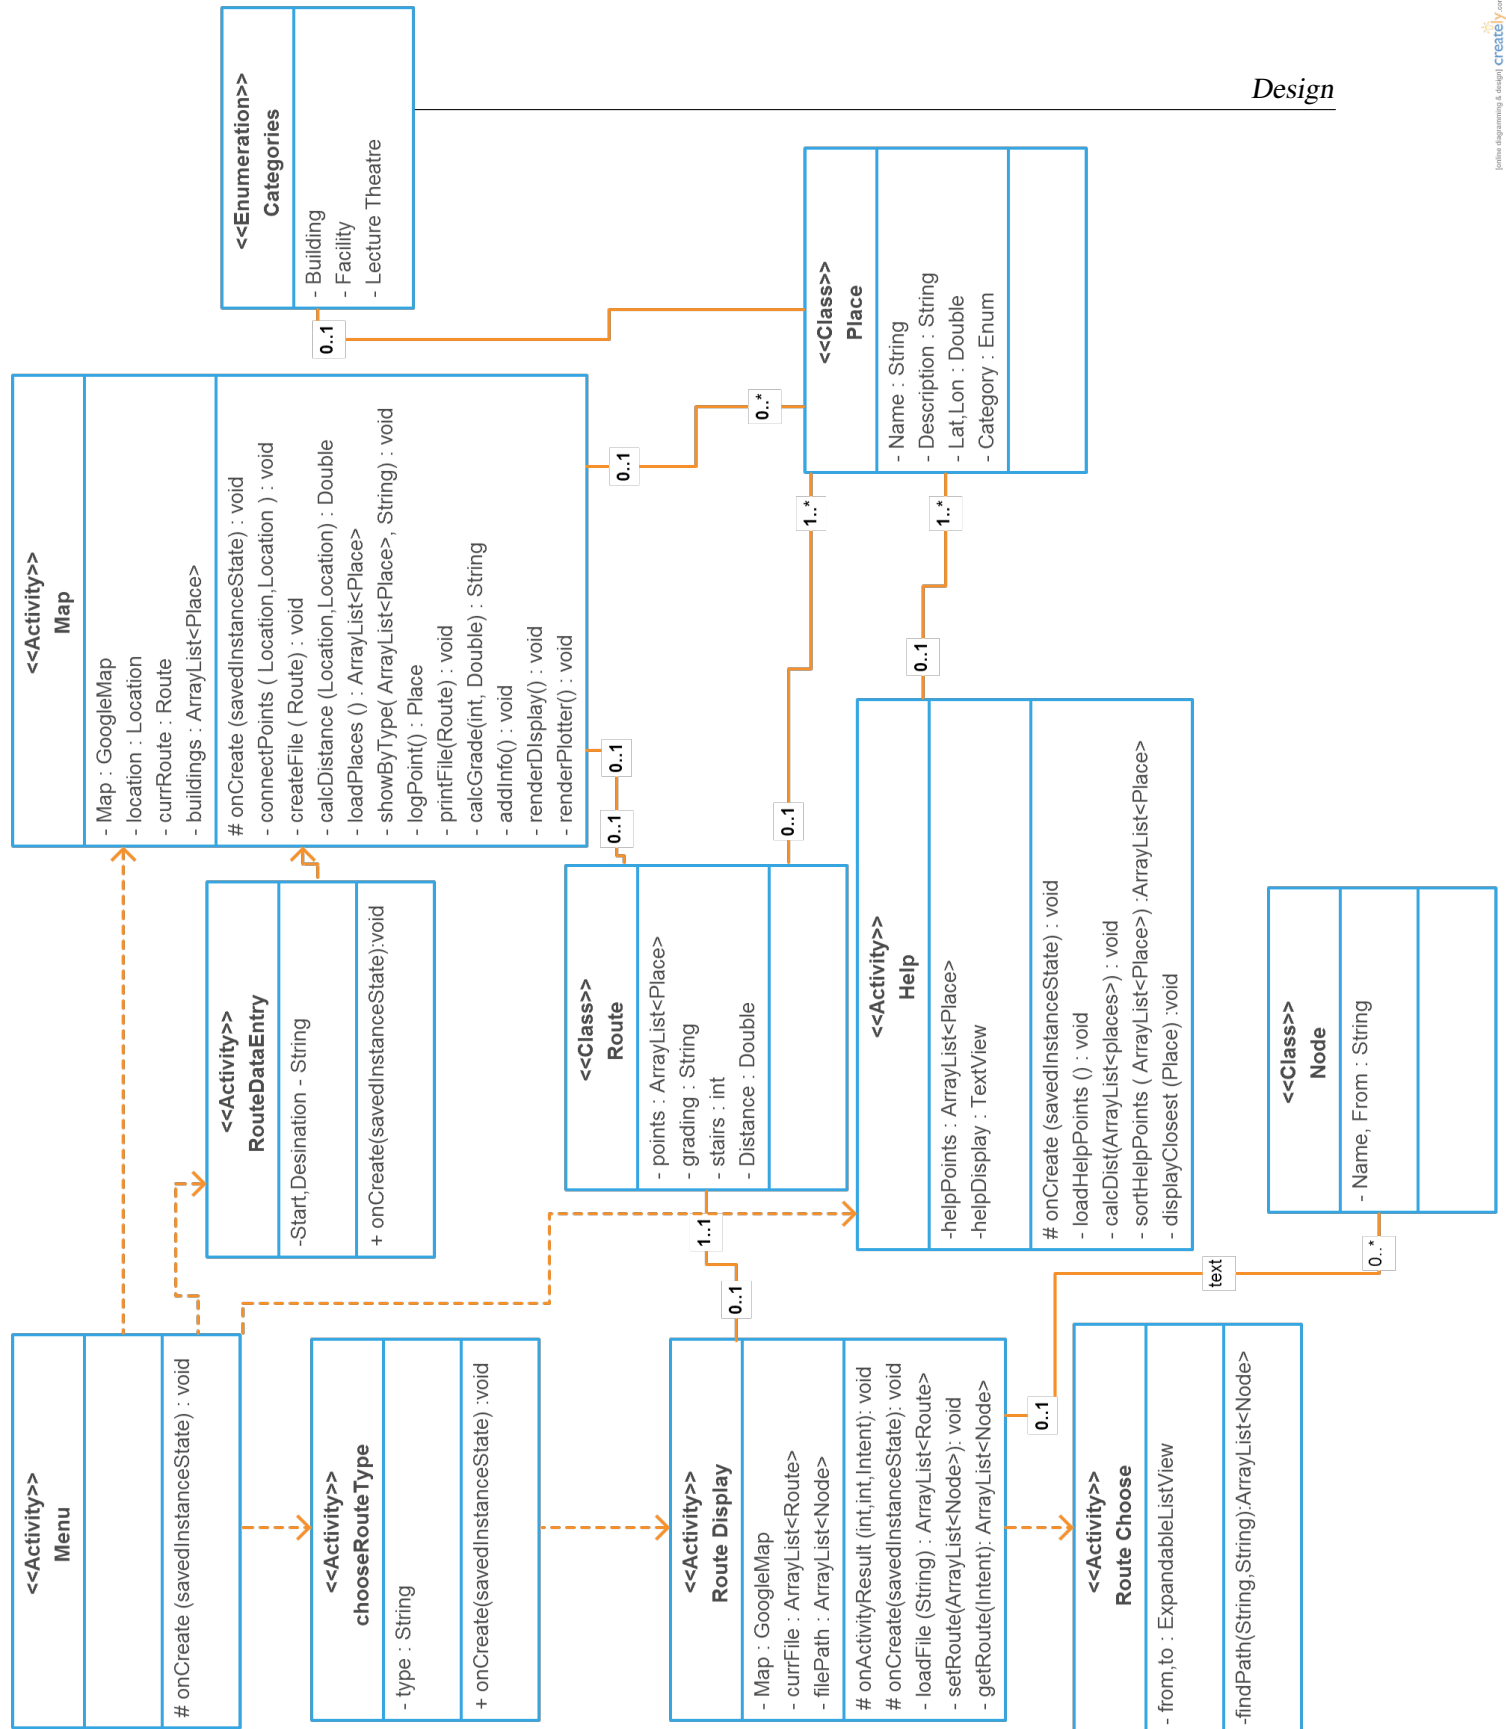 Design
<<Activity>>
Menu
# onCreate (savedInstanceState) : void
<<Activity>>
chooseRouteType
- type : String
+ onCreate(savedInstanceState) :void
<<Activity>>
Route Display
- Map : GoogleMap
- currFile : ArrayList<Route>
- filePath : ArrayList<Node>
# onActivityResult (int,int,Intent): void
# onCreate(savedInstanceState): void
- loadFile (String) : ArrayList<Route>
- setRoute(ArrayList<Node>): void
- getRoute(Intent): ArrayList<Node>
<<Activity>>
Route Choose
- from,to : ExpandableListView
-findPath(String,String):ArrayList<Node>
<<Activity>>
RouteDataEntry
-Start,Desination - String
+ onCreate(savedInstanceState):void
<<Class>>
Route
- points : ArrayList<Place>
- grading : String
- stairs : int
- Distance : Double
<<Activity>>
Help
-helpPoints : ArrayList<Place>
-helpDisplay : TextView
# onCreate (savedInstanceState) : void
- loadHelpPoints () : void
- calcDist(ArrayList<places>) : void
- sortHelpPoints ( ArrayList<Place>) :ArrayList<Place>
- displayClosest (Place) :void
<<Class>>
Node
- Name, From : String
<<Activity>>
Map
- Map : GoogleMap
- location : Location
- currRoute : Route
- buildings : ArrayList<Place>
# onCreate (savedInstanceState) : void
- connectPoints ( Location,Location ) : void
- createFile ( Route) : void
- calcDistance (Location,Location) : Double
- loadPlaces () : ArrayList<Place>
- showByType( ArrayList<Place>, String) : void
- logPoint() : Place
- printFile(Route) : void
- calcGrade(int, Double) : String
- addInfo() : void
- renderDIsplay() : void
- renderPlotter() : void
<<Enumeration>>
Categories
- Building
- Facility
- Lecture Theatre
<<Class>>
Place
- Name : String
- Description : String
- Lat,Lon : Double
- Category : Enum
0..1
0..1
0..*
0..1
0..1
1..*
0..1
1..*
0..1
1..1
0..1
0..1
text
0..*
[online diagramming & design] creately.com